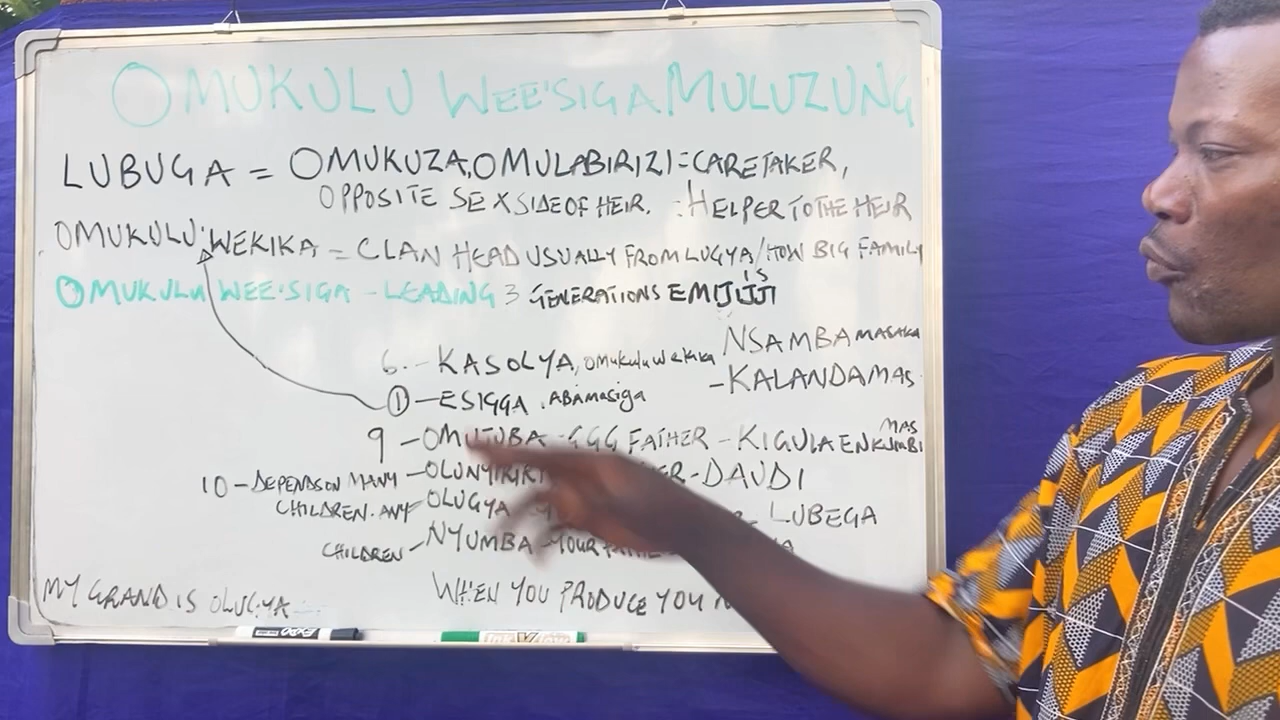 OMUKULU WEE'SIGA MULUZUNG
LUBUGA = OMUKUZA, OMULABIRIZI = CARETAKER,
OPPOSITE SEX SIDE OF HEIR. = HELPER TO THE HEIR
OMUKULU WEKIKA = CLAN HEAD USUALLY FROM LUGYA / HOW BIG FAMILY
OMUKULU WEE'SIGA - LEADING 3 GENERATIONS IS EMIJIJI
6. - KASOLYA, OMUKULU WEKIKA NSAMBA MASAKA
- KALANDA MAS
① - ESIGGA, ABAMASIGA
9 - OMUTUBA - GGG FATHER - KIGULA ENKUMBI MAS
10 - DEPENDS ON MANY - OLUNYIRIRI - DAUDI
CHILDREN. ANY OLUGYA - LUBEGA
CHILDREN - NYUMBA - YOUR
MY GRAND IS OLUGYA
WHEN YOU PRODUCE YOU